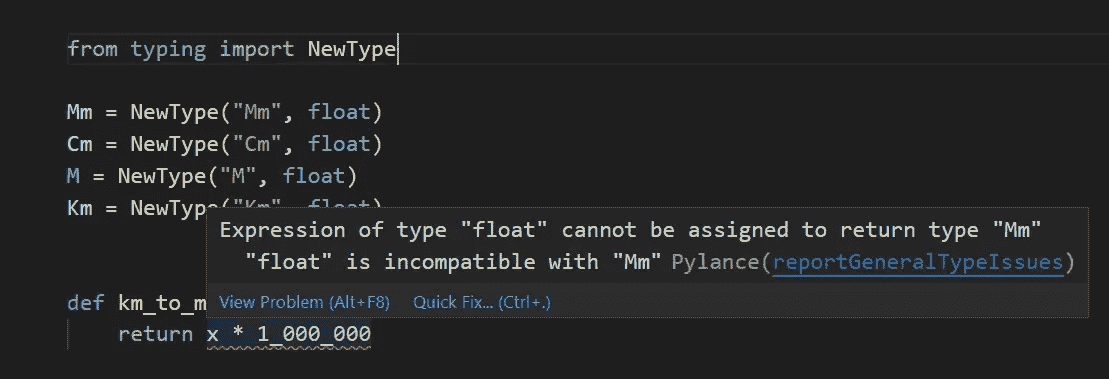 from typing import NewType
Mm = NewType("Mm", float)
Cm = NewType("Cm", float)
M = NewType("M", float)
Km = NewType("Km", float)
Expression of type "float" cannot be assigned to return type "Mm"
"float" is incompatible with "Mm" Pylance(reportGeneralTypeIssues)
View Problem (Alt+F8) Quick Fix... (Ctrl+.)
def km_to_m
return x * 1_000_000